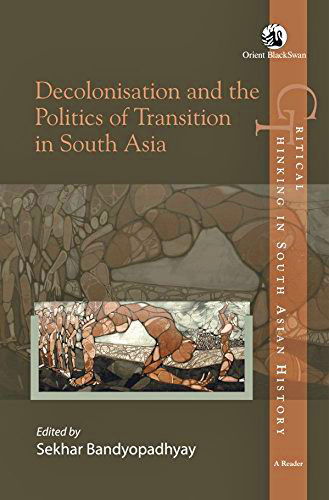 Orient BlackSwan
Decolonisation and the
Politics of Transition
in South Asia
CRITICAL
THINKING IN SOUTH ASIAN HISTORY
A Reader
Edited by
Sekhar Bandyopadhyay